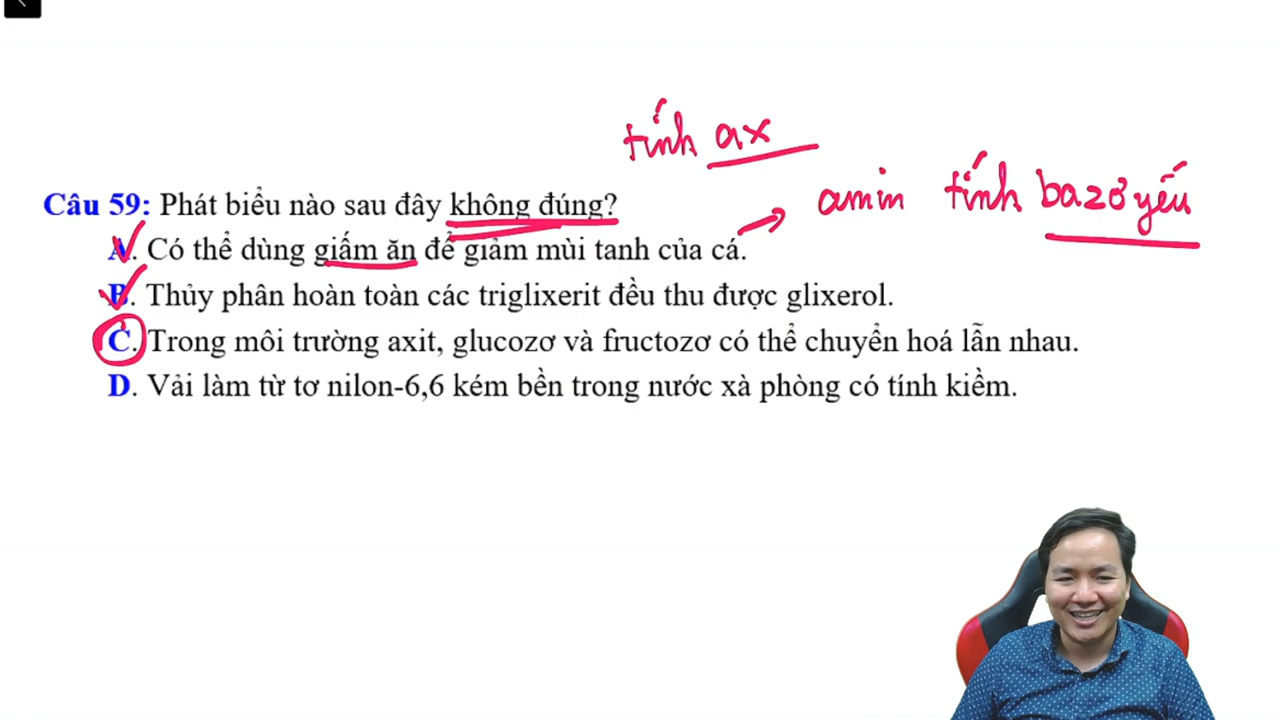 tính ax
amin tính bazơ yếu
Câu 59: Phát biểu nào sau đây không đúng?
A. Có thể dùng giấm ăn để giảm mùi tanh của cá.
B. Thủy phân hoàn toàn các triglixerit đều thu được glixerol.
C. Trong môi trường axit, glucozơ và fructozơ có thể chuyển hoá lẫn nhau.
D. Vải làm từ tơ nilon-6,6 kém bền trong nước xà phòng có tính kiềm.